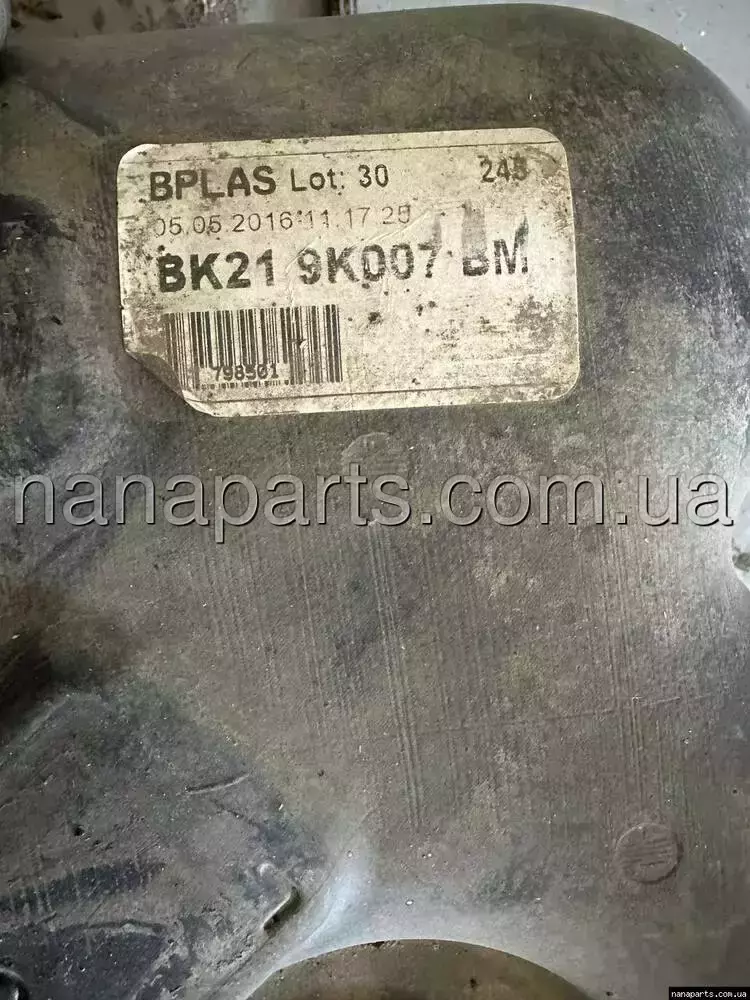 BPLAS Lot: 30 245
05.05.2016 11.17.20
BK21 9K007 BM
798501
nanaparts.com.ua
nanaparts.com.ua